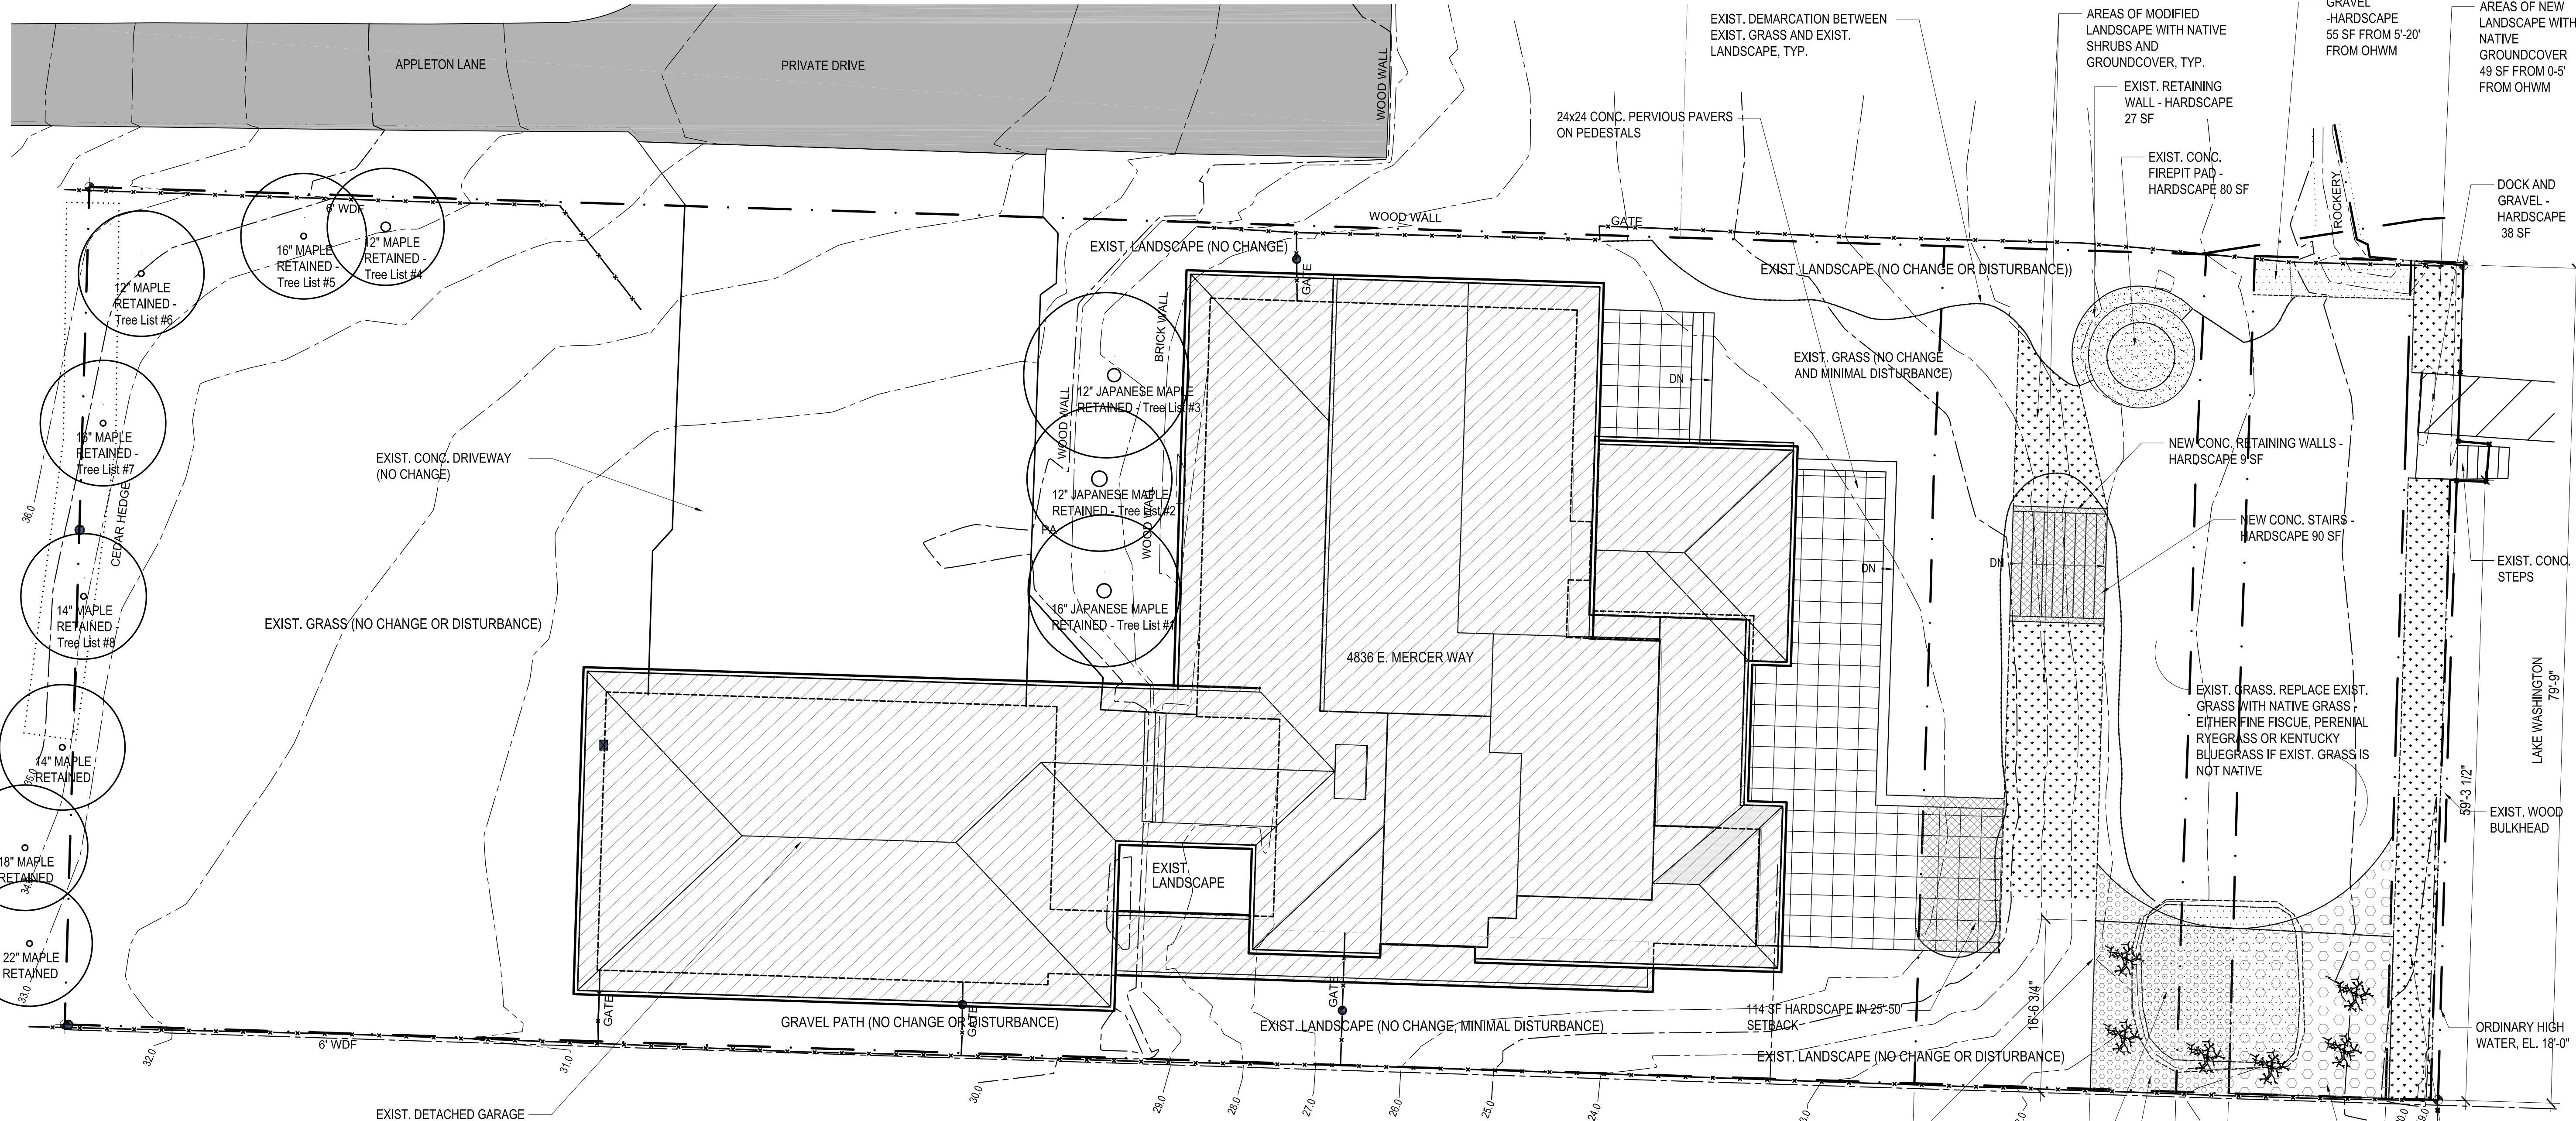 APPLETON LANE
PRIVATE DRIVE
WOOD WALL
EXIST. DEMARCATION BETWEEN
EXIST. GRASS AND EXIST.
LANDSCAPE, TYP.
AREAS OF MODIFIED
LANDSCAPE WITH NATIVE
SHRUBS AND
GROUNDCOVER, TYP.
GRAVEL
-HARDSCAPE
55 SF FROM 5'-20'
FROM OHWM
AREAS OF NEW
LANDSCAPE WITH
NATIVE
GROUNDCOVER
49 SF FROM 0-5'
FROM OHWM
24x24 CONC. PERVIOUS PAVERS
ON PEDESTALS
EXIST. RETAINING
WALL - HARDSCAPE
27 SF
EXIST. CONC.
FIREPIT PAD -
HARDSCAPE 80 SF
ROCKERY
DOCK AND
GRAVEL -
HARDSCAPE
38 SF
6' WDF
12" MAPLE
RETAINED -
Tree List #6
16" MAPLE
RETAINED -
Tree List #5
12" MAPLE
RETAINED -
Tree List #4
WOOD WALL
GATE
EXIST. LANDSCAPE (NO CHANGE)
GATE
EXIST. LANDSCAPE (NO CHANGE OR DISTURBANCE))
BRICK WALL
EXIST. GRASS (NO CHANGE
AND MINIMAL DISTURBANCE)
DN
12" JAPANESE MAPLE
RETAINED - Tree List #3
WOOD WALL
16" MAPLE
RETAINED -
Tree List #7
CEDAR HEDGE
36.0
EXIST. CONC. DRIVEWAY
(NO CHANGE)
12" JAPANESE MAPLE
RETAINED - Tree List #2
PA
WOOD WALL
NEW CONC. RETAINING WALLS -
HARDSCAPE 9 SF
NEW CONC. STAIRS -
HARDSCAPE 90 SF
DN
DN
EXIST. CONC.
STEPS
14" MAPLE
RETAINED -
Tree List #8
EXIST. GRASS (NO CHANGE OR DISTURBANCE)
16" JAPANESE MAPLE
RETAINED - Tree List #1
4836 E. MERCER WAY
EXIST. GRASS. REPLACE EXIST.
GRASS WITH NATIVE GRASS -
EITHER FINE FISCUE, PERENIAL
RYEGRASS OR KENTUCKY
BLUEGRASS IF EXIST. GRASS IS
NOT NATIVE
LAKE WASHINGTON
79'-9"
59'-3 1/2"
EXIST. WOOD
BULKHEAD
14" MAPLE
RETAINED
35.0
18" MAPLE
RETAINED
34.0
EXIST.
LANDSCAPE
22" MAPLE
RETAINED
33.0
GATE
GATE
GATE
GRAVEL PATH (NO CHANGE OR DISTURBANCE)
EXIST. LANDSCAPE (NO CHANGE, MINIMAL DISTURBANCE)
114 SF HARDSCAPE IN 25'-50'
SETBACK
16'-6 3/4"
EXIST. LANDSCAPE (NO CHANGE OR DISTURBANCE)
ORDINARY HIGH
WATER, EL. 18'-0"
6' WDF
32.0
31.0
30.0
29.0
28.0
27.0
26.0
25.0
24.0
EXIST. DETACHED GARAGE